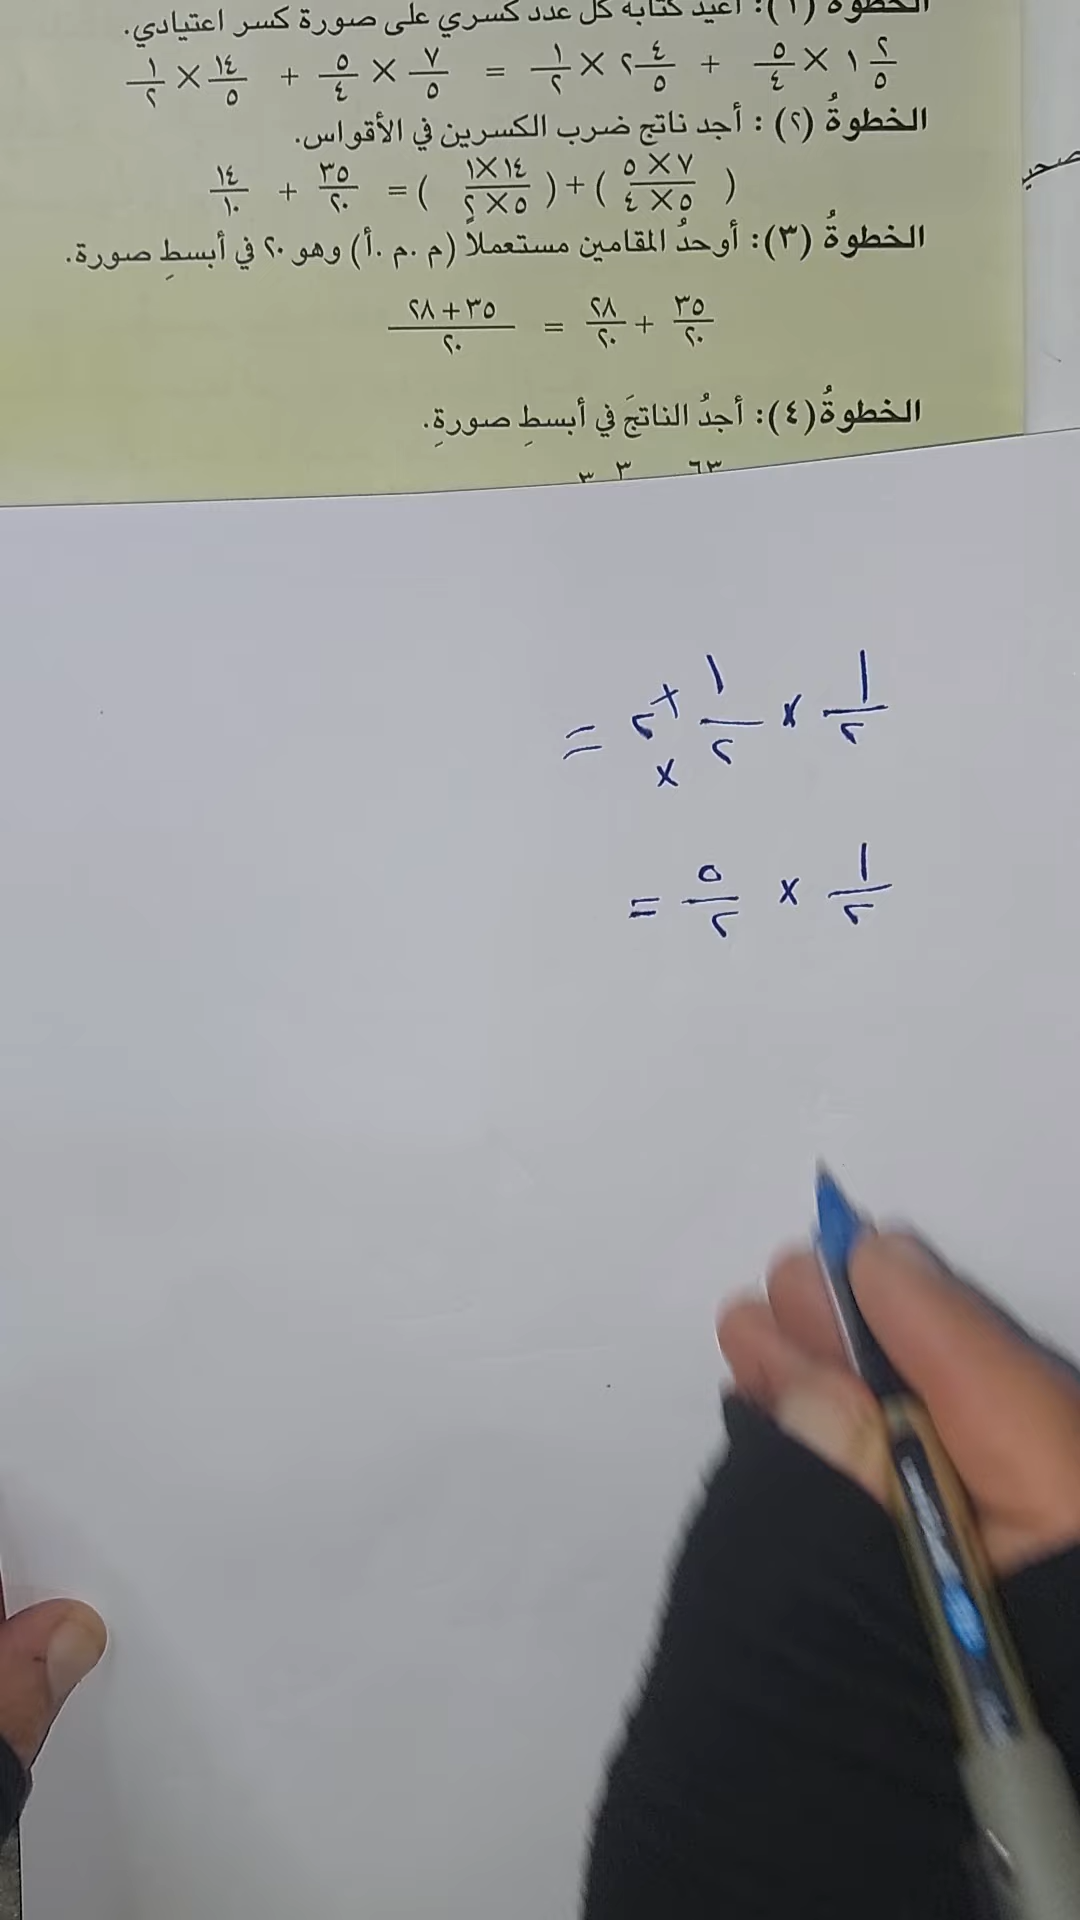 الخطوة (١): أعيد كتابة كل عدد كسري على صورة كسر اعتيادي.
١ ٢/٥ × ٥/٤ + ٢ ٤/٥ × ١/٢ = ٧/٥ × ٥/٤ + ١٤/٥ × ١/٢
الخطوةُ (٢) : أجد ناتج ضرب الكسرين في الأقواس.
( ٧×٥ / ٥×٤ ) + ( ١٤×١ / ٥×٢ ) = ٣٥/٢٠ + ١٤/١٠
صحيـ
الخطوةُ (٣): أوحدُ المقامين مستعملاً (م .م .أ) وهو ٢٠ في أبسطِ صورة.
٣٥/٢٠ + ٢٨/٢٠ = ٣٥+٢٨ / ٢٠
الخطوةُ (٤): أجدُ الناتجَ في أبسطِ صورةِ.
٦٣ ٣ ٣
١/٢ × ١/٢ + ٢ × =
١/٢ × ٥/٢ =